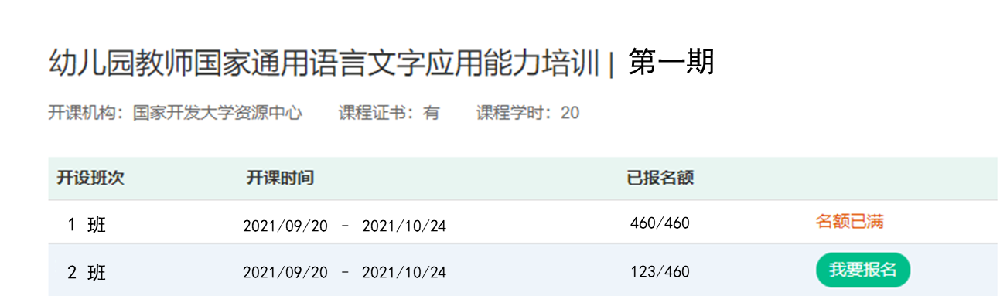 幼儿园教师国家通用语言文字应用能力培训 | 第一期
开课机构：国家开发大学资源中心 课程证书：有 课程学时：20
开设班次 开课时间 已报名额
1 班 2021/09/20 - 2021/10/24 460/460 名额已满
2 班 2021/09/20 - 2021/10/24 123/460 我要报名